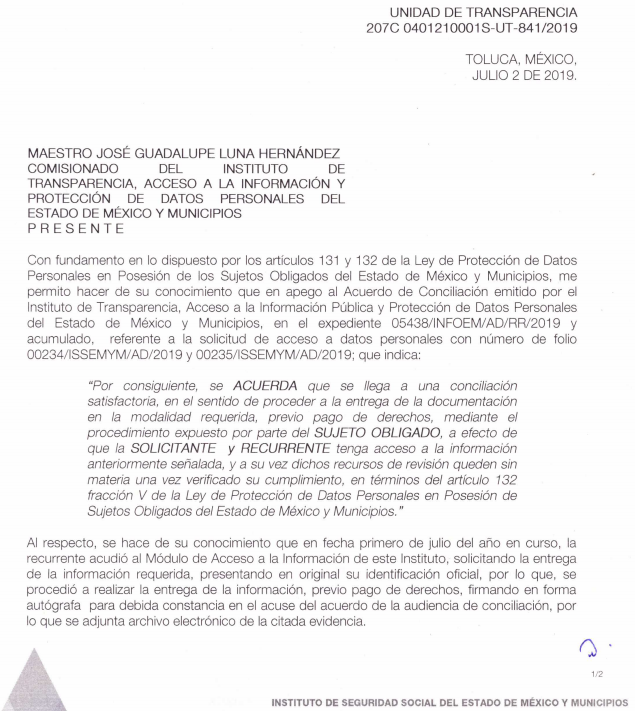 UNIDAD DE TRANSPARENCIA
207C 0401210001S-UT-841/2019
TOLUCA, MÉXICO,
JULIO 2 DE 2019.
MAESTRO JOSÉ GUADALUPE LUNA HERNÁNDEZ
COMISIONADO DEL INSTITUTO DE
TRANSPARENCIA, ACCESO A LA INFORMACIÓN Y
PROTECCIÓN DE DATOS PERSONALES DEL
ESTADO DE MÉXICO Y MUNICIPIOS
P R E S E N T E
Con fundamento en lo dispuesto por los artículos 131 y 132 de la Ley de Protección de Datos
Personales en Posesión de los Sujetos Obligados del Estado de México y Municipios, me
permito hacer de su conocimiento que en apego al Acuerdo de Conciliación emitido por el
Instituto de Transparencia, Acceso a la Información Pública y Protección de Datos Personales
del Estado de México y Municipios, en el expediente 05438/INFOEM/AD/RR/2019 y
acumulado, referente a la solicitud de acceso a datos personales con número de folio
00234/ISSEMYM/AD/2019 y 00235/ISSEMYM/AD/2019; que indica:
"Por consiguiente, se ACUERDA que se llega a una conciliación
satisfactoria, en el sentido de proceder a la entrega de la documentación
en la modalidad requerida, previo pago de derechos, mediante el
procedimiento expuesto por parte del SUJETO OBLIGADO, a efecto de
que la SOLICITANTE y RECURRENTE tenga acceso a la información
anteriormente señalada, y a su vez dichos recursos de revisión queden sin
materia una vez verificado su cumplimiento, en términos del artículo 132
fracción V de la Ley de Protección de Datos Personales en Posesión de
Sujetos Obligados del Estado de México y Municipios."
Al respecto, se hace de su conocimiento que en fecha primero de julio del año en curso, la
recurrente acudió al Módulo de Acceso a la Información de este Instituto, solicitando la entrega
de la información requerida, presentando en original su identificación oficial, por lo que, se
procedió a realizar la entrega de la información, previo pago de derechos, firmando en forma
autógrafa para debida constancia en el acuse del acuerdo de la audiencia de conciliación, por
lo que se adjunta archivo electrónico de la citada evidencia.
1/2
INSTITUTO DE SEGURIDAD SOCIAL DEL ESTADO DE MÉXICO Y MUNICIPIOS